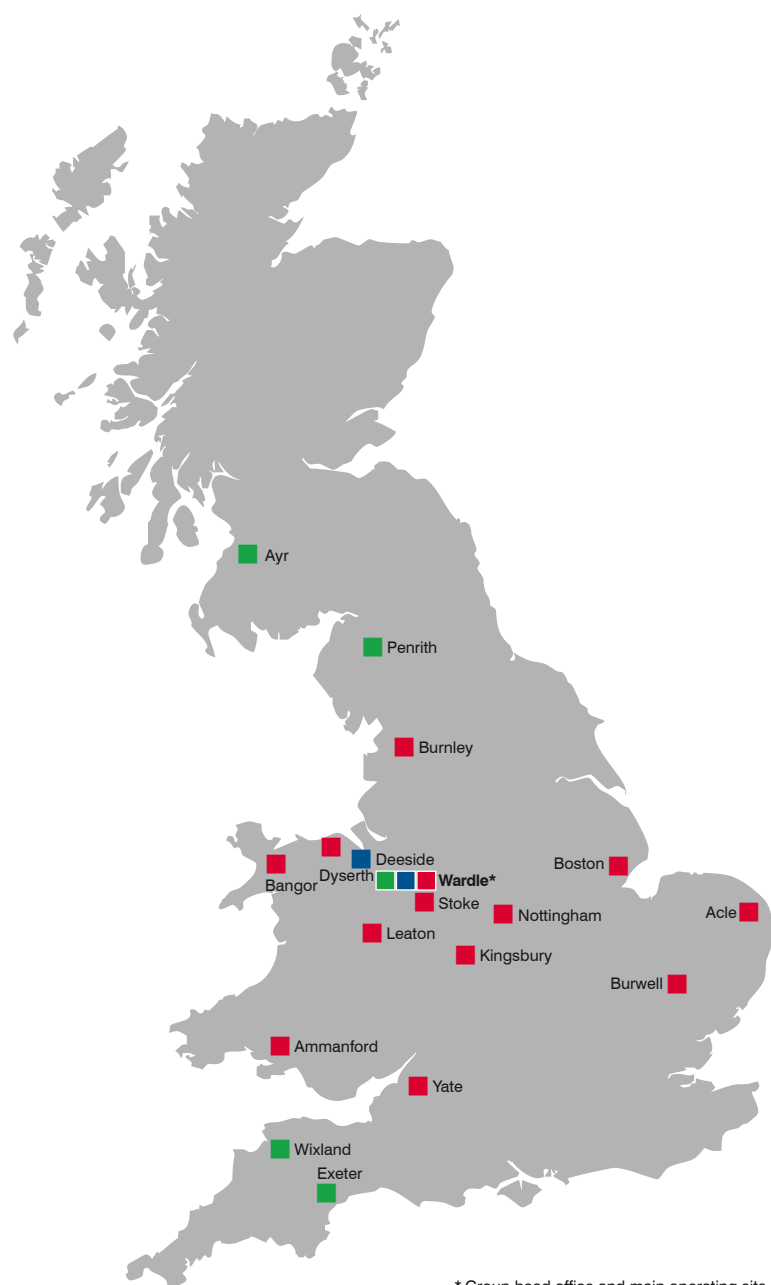 Ayr
Penrith
Burnley
Deeside
Dyserth
Bangor
Wardle*
Boston
Stoke
Nottingham
Acle
Leaton
Kingsbury
Burwell
Ammanford
Yate
Wixland
Exeter
* Group head office and main operating site